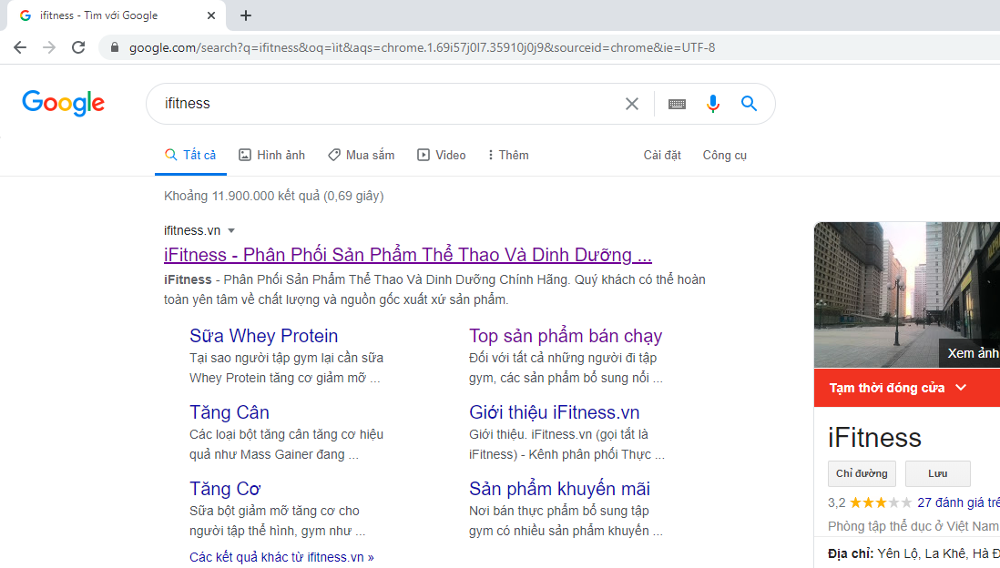 ifitness - Tìm với Google
google.com/search?q=ifitness&oq=ìit&aqs=chrome.1.69i57j0l7.35910j0j9&sourceid=chrome&ie=UTF-8
Google
ifitness
Tất cả
Hình ảnh
Mua sắm
Video
Thêm
Cài đặt
Công cụ
Khoảng 11.900.000 kết quả (0,69 giây)
ifitness.vn
iFitness - Phân Phối Sản Phẩm Thể Thao Và Dinh Dưỡng ...
iFitness - Phân Phối Sản Phẩm Thể Thao Và Dinh Dưỡng Chính Hãng. Quý khách có thể hoàn
toàn yên tâm về chất lượng và nguồn gốc xuất xứ sản phẩm.
Sữa Whey Protein
Tại sao người tập gym lại cần sữa
Whey Protein tăng cơ giảm mỡ ...
Top sản phẩm bán chạy
Đối với tất cả những người đi tập
gym, các sản phẩm bổ sung nối ...
Tăng Cân
Các loại bột tăng cân tăng cơ hiệu
quả như Mass Gainer đang ...
Giới thiệu iFitness.vn
Giới thiệu. iFitness.vn (gọi tắt là
iFitness) - Kênh phân phối Thực ...
Tăng Cơ
Sữa bột giảm mỡ tăng cơ cho
người tập thể hình, gym như ...
Sản phẩm khuyến mãi
Nơi bán thực phẩm bổ sung tập
gym có nhiều sản phẩm khuyến ...
Các kết quả khác từ ifitness.vn »
Xem ảnh
Tạm thời đóng cửa
iFitness
Chỉ đường
Lưu
3,2
27 đánh giá trê
Phòng tập thể dục ở Việt Nam
Địa chỉ: Yên Lộ, La Khê, Hà Đ